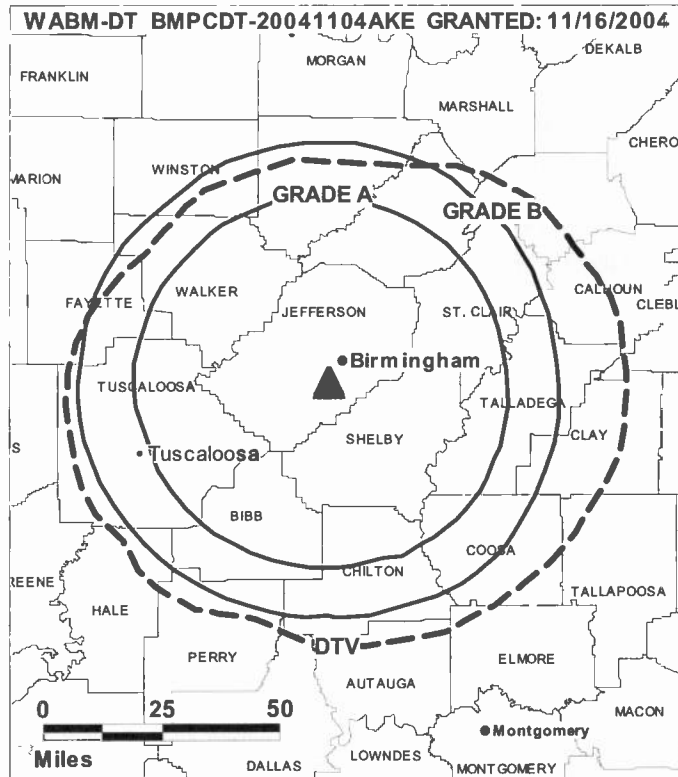 WABM-DT BMPCDT-20041104AKE GRANTED: 11/16/2004
DEKALB
MORGAN
FRANKLIN
MARSHALL
CHERO
WINSTON
MARION
GRADE A
GRADE B
CALHOUN
WALKER
FAYETTE
CLEBL
JEFFERSON
ST. CLAIR
Birmingham
TUSCALOOSA
TALLADEGA
CLAY
SHELBY
S
Tuscaloosa
BIBB
COOSA
CHILTON
REENE
TALLAPOOSA
HALE
DTV
PERRY
ELMORE
AUTAUGA
0 25 50
MACON
Montgomery
Miles
LOWNDES
DALLAS
MONTGOMERY